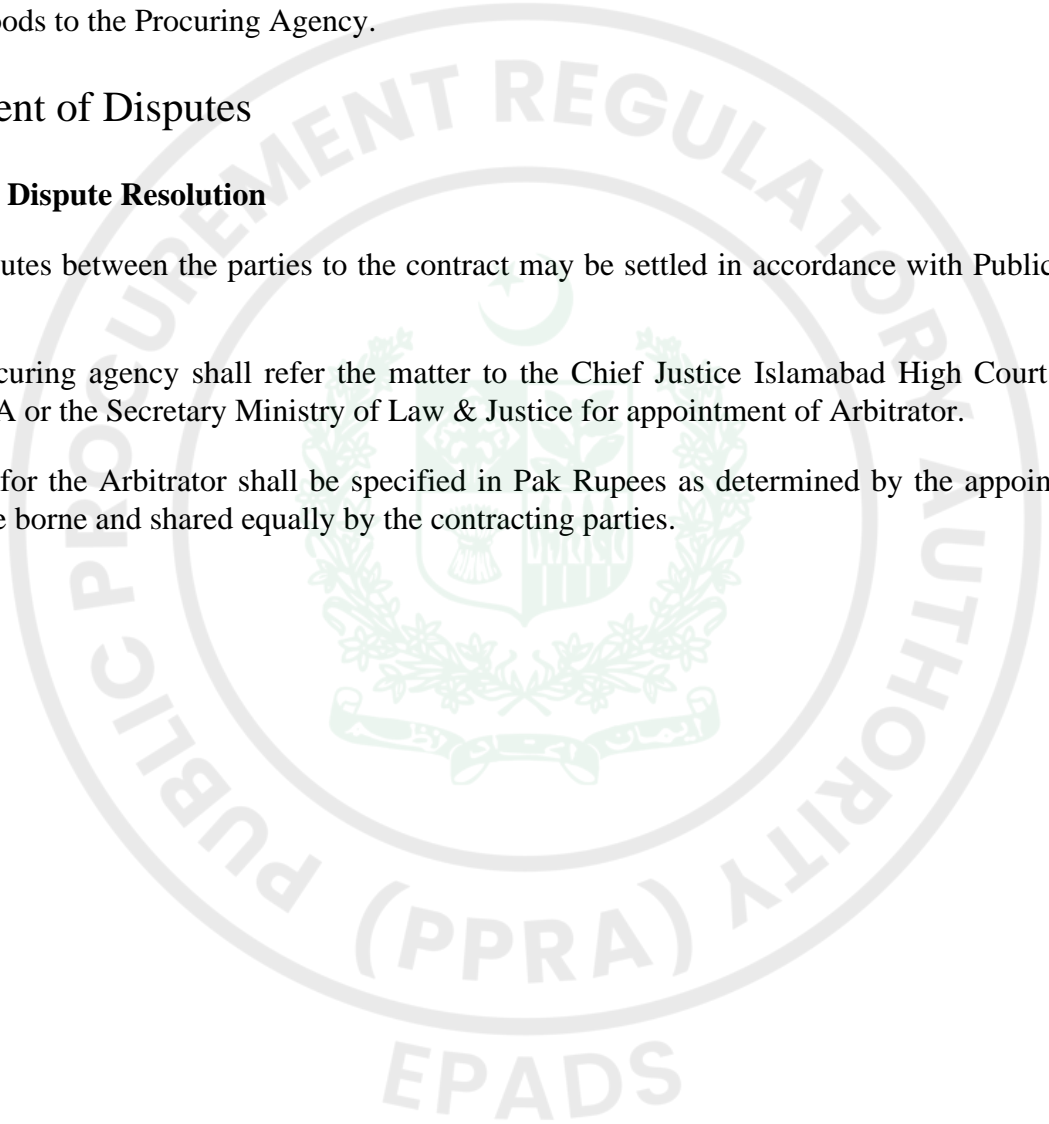 oods to the Procuring Agency.
ent of Disputes
Dispute Resolution
utes between the parties to the contract may be settled in accordance with Public
curing agency shall refer the matter to the Chief Justice Islamabad High Court
A or the Secretary Ministry of Law & Justice for appointment of Arbitrator.
for the Arbitrator shall be specified in Pak Rupees as determined by the appoin
e borne and shared equally by the contracting parties.
PUBLIC PROCUREMENT REGULATORY AUTHORITY
(PPRA)
EPADS